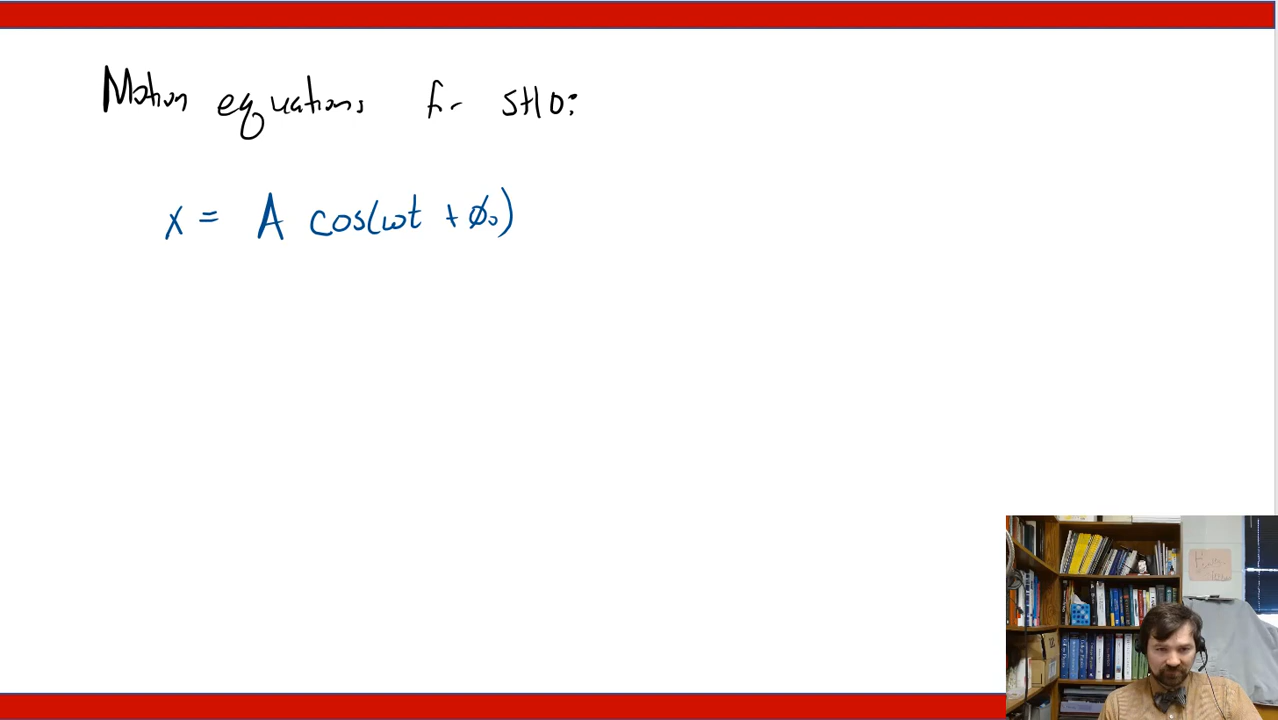 Motion equations for SHO:
x = A cos(ωt + φ₀)